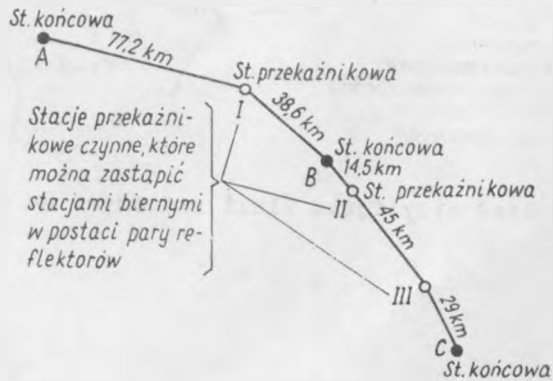 St. końcowa
A
77,2 km
St. przekaźnikowa
I
38,6 km
Stacje przekaźni-
kowe czynne, które
można zastąpić
stacjami biernymi
w postaci pary re-
flektorów
St. końcowa
B
14,5 km
St. przekaźnikowa
II
45 km
III
29 km
C
St. końcowa